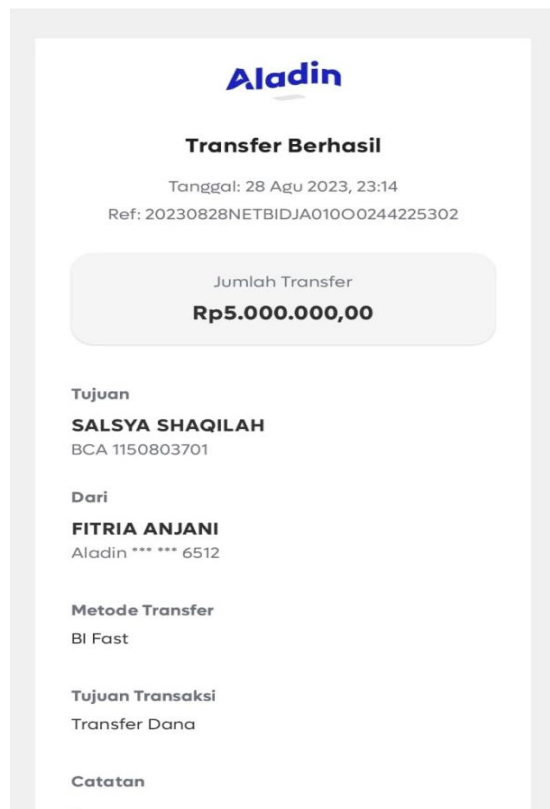 Aladin
Transfer Berhasil
Tanggal: 28 Agu 2023, 23:14
Ref: 20230828NETBIDJA010O0244225302
Jumlah Transfer
Rp5.000.000,00
Tujuan
SALSYA SHAQILAH
BCA 1150803701
Dari
FITRIA ANJANI
Aladin *** *** 6512
Metode Transfer
BI Fast
Tujuan Transaksi
Transfer Dana
Catatan